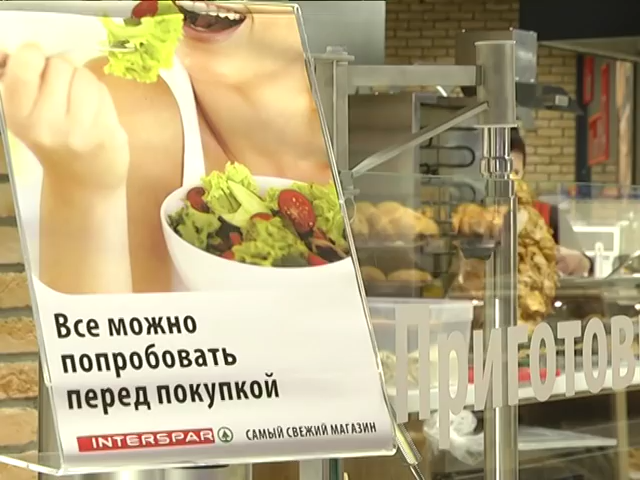 Все можно
попробовать
перед покупкой
INTERSPAR САМЫЙ СВЕЖИЙ МАГАЗИН
Приготов